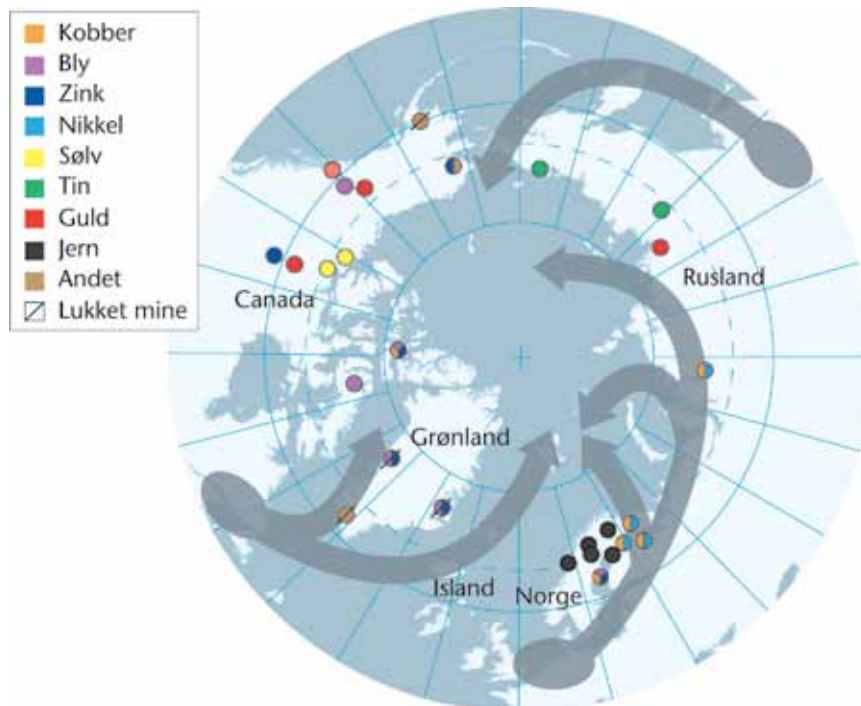 Kobber
Bly
Zink
Nikkel
Sølv
Tin
Guld
Jern
Andet
Lukket mine
Rusland
Canada
Grønland
Island
Norge